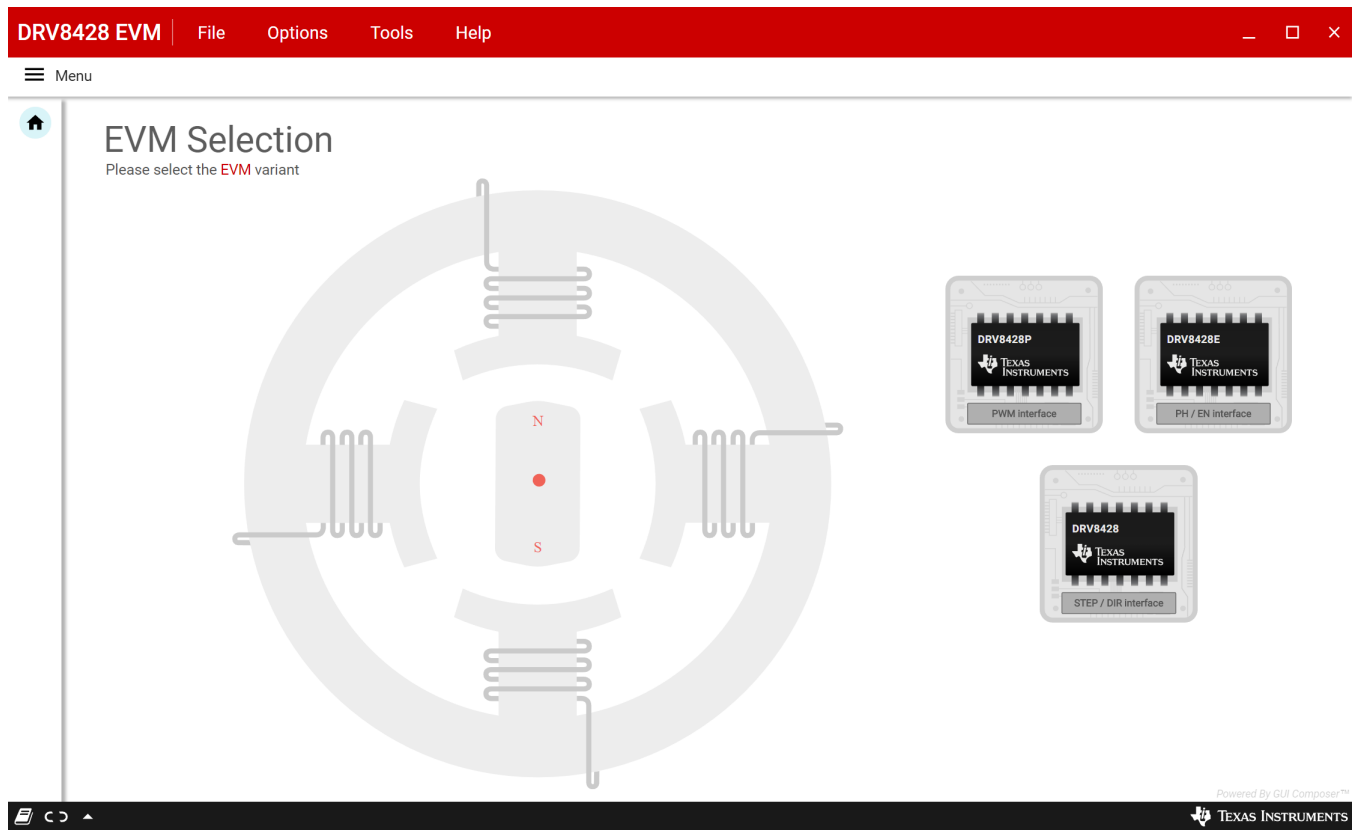 DRV8428 EVM File Options Tools Help
Menu
EVM Selection
Please select the EVM variant
N
S
DRV8428P
TEXAS
INSTRUMENTS
PWM interface
DRV8428E
TEXAS
INSTRUMENTS
PH / EN interface
DRV8428
TEXAS
INSTRUMENTS
STEP / DIR interface
Powered By GUI Composer™
TEXAS INSTRUMENTS